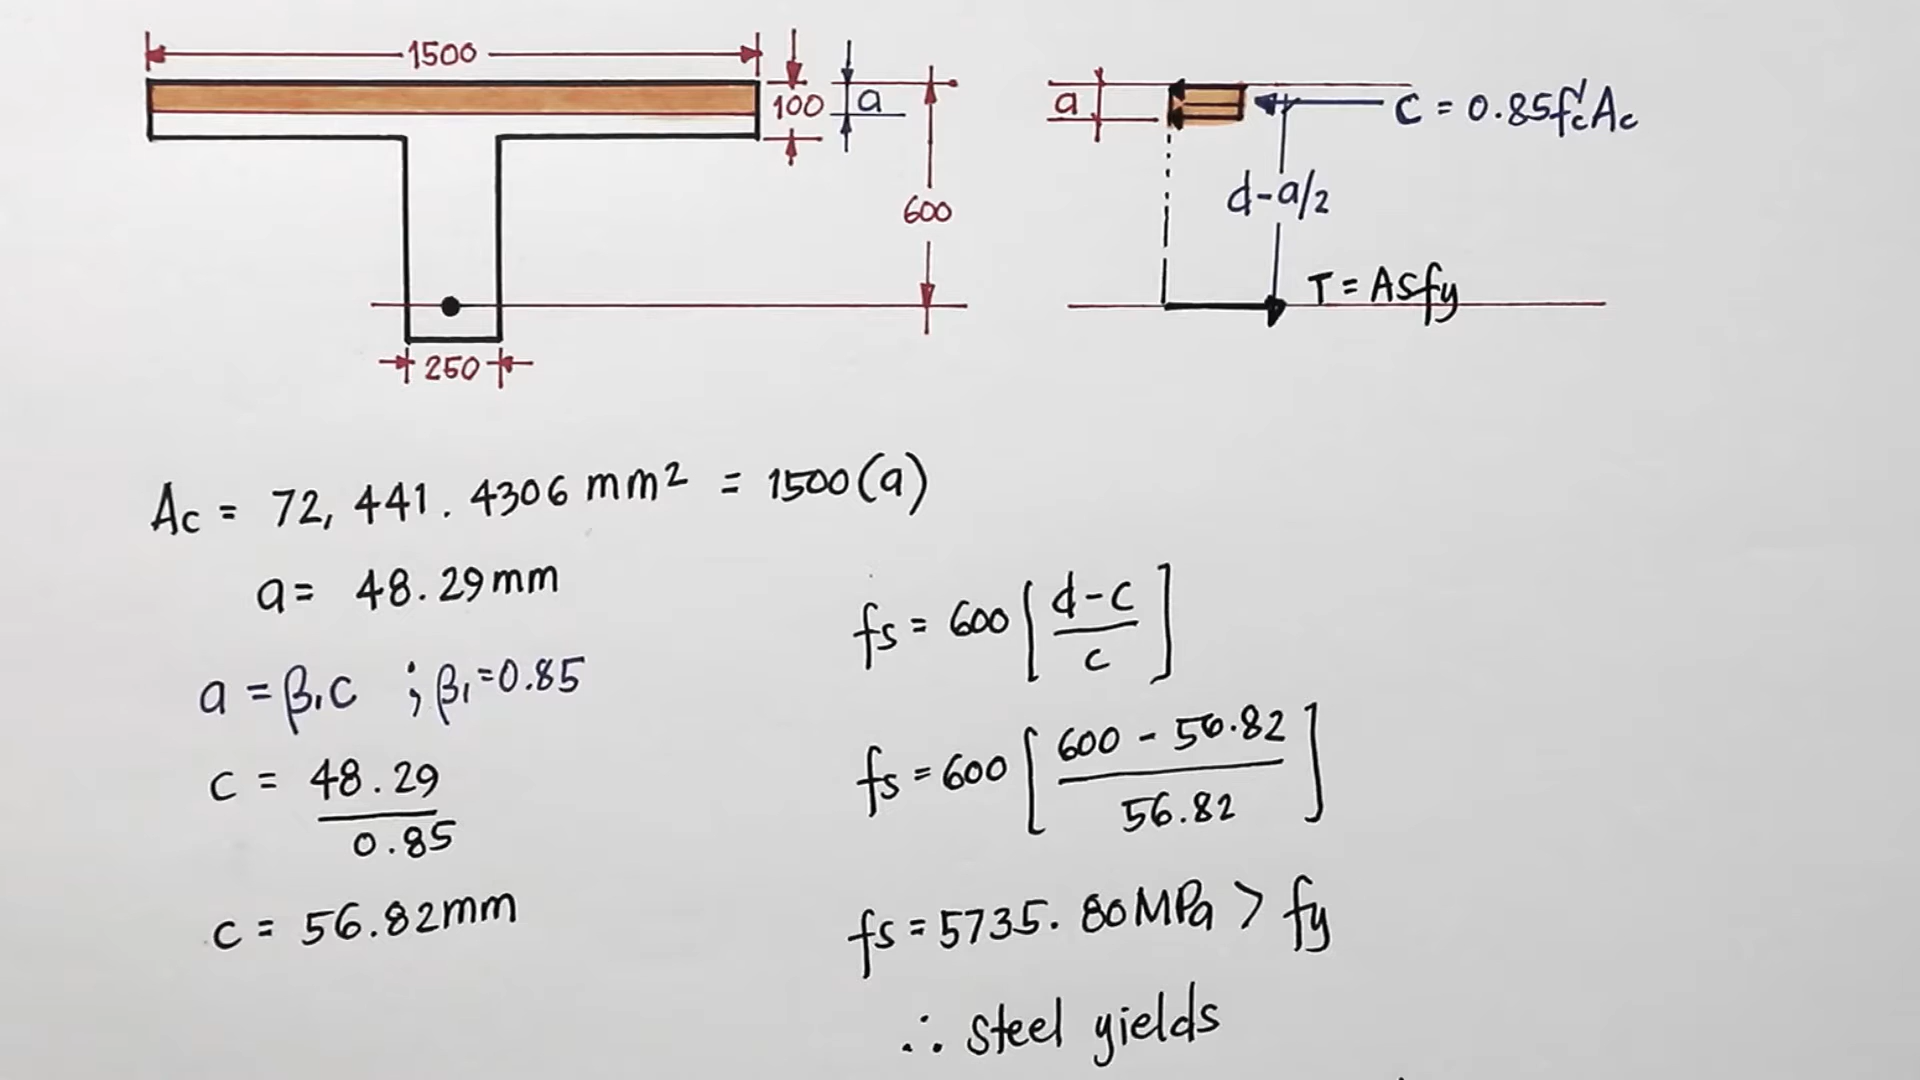 1500
100
a
600
250
a
C = 0.85f'cAc
d-a/2
T = Asfy
Ac = 72,441.4306 mm² = 1500(a)
a = 48.29mm
a = β₁c ; β₁=0.85
c = 48.29
0.85
c = 56.82mm
fs = 600 [d-c
c]
fs = 600 [600 - 56.82
56.82]
fs = 5735.80MPa > fy
∴ steel yields